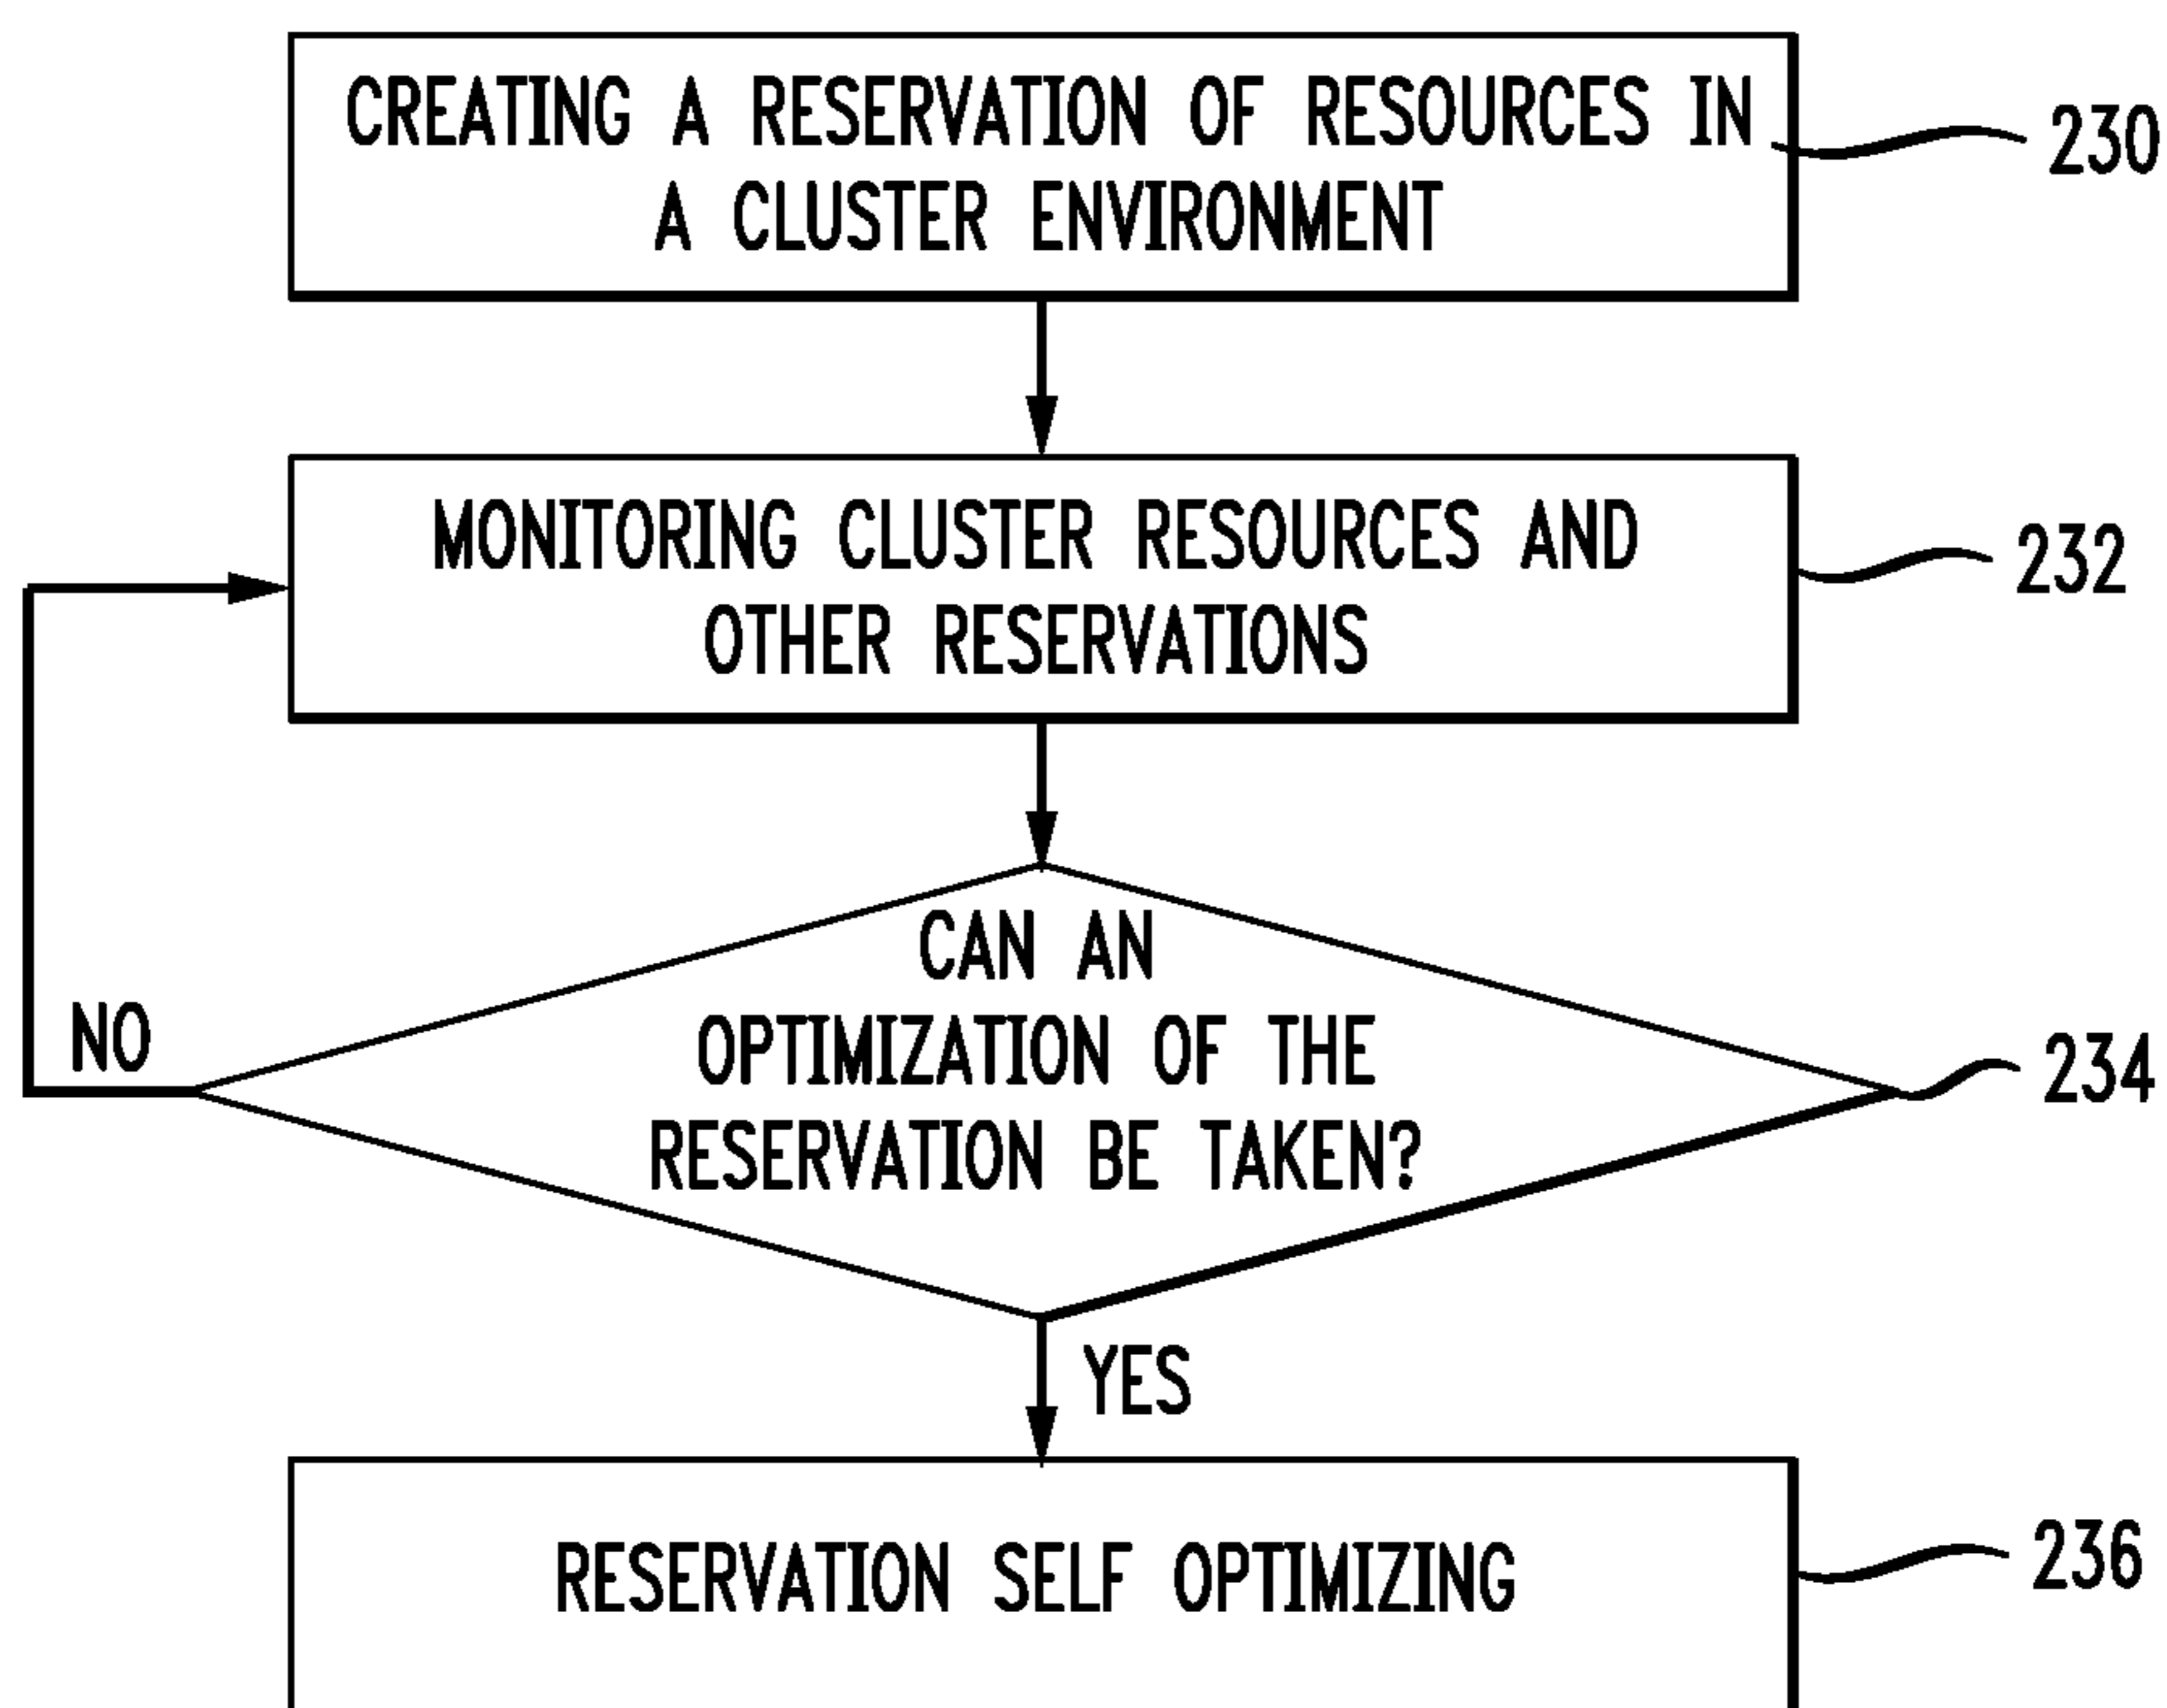 CREATING A RESERVATION OF RESOURCES IN
A CLUSTER ENVIRONMENT
230
MONITORING CLUSTER RESOURCES AND
OTHER RESERVATIONS
232
CAN AN
OPTIMIZATION OF THE
RESERVATION BE TAKEN?
234
NO
YES
RESERVATION SELF OPTIMIZING
236